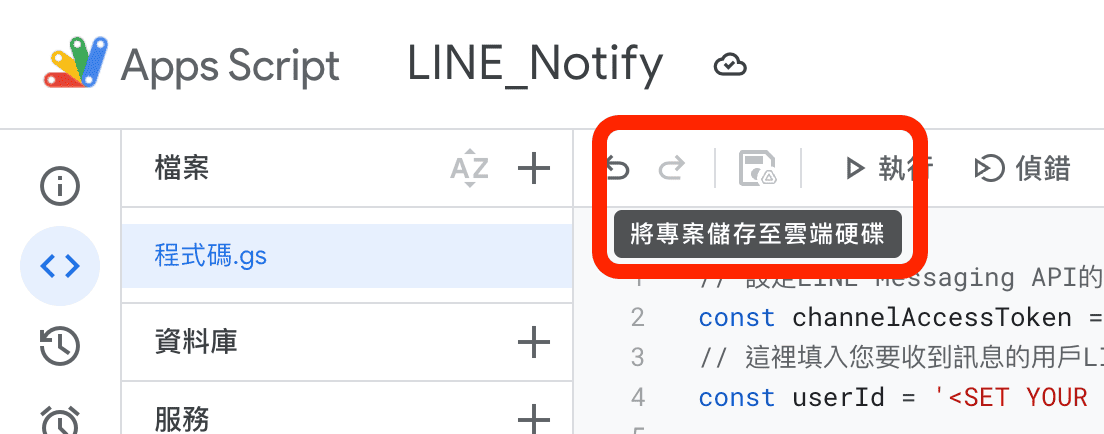 Apps Script LINE_Notify
檔案 AZ 執行 偵錯
將專案儲存至雲端硬碟
程式碼.gs
1 // 設定LINE Messaging API的
2 const channelAccessToken =
資料庫
3 // 這裡填入您要收到訊息的用戶LI
4 const userId = '<SET YOUR
服務
5